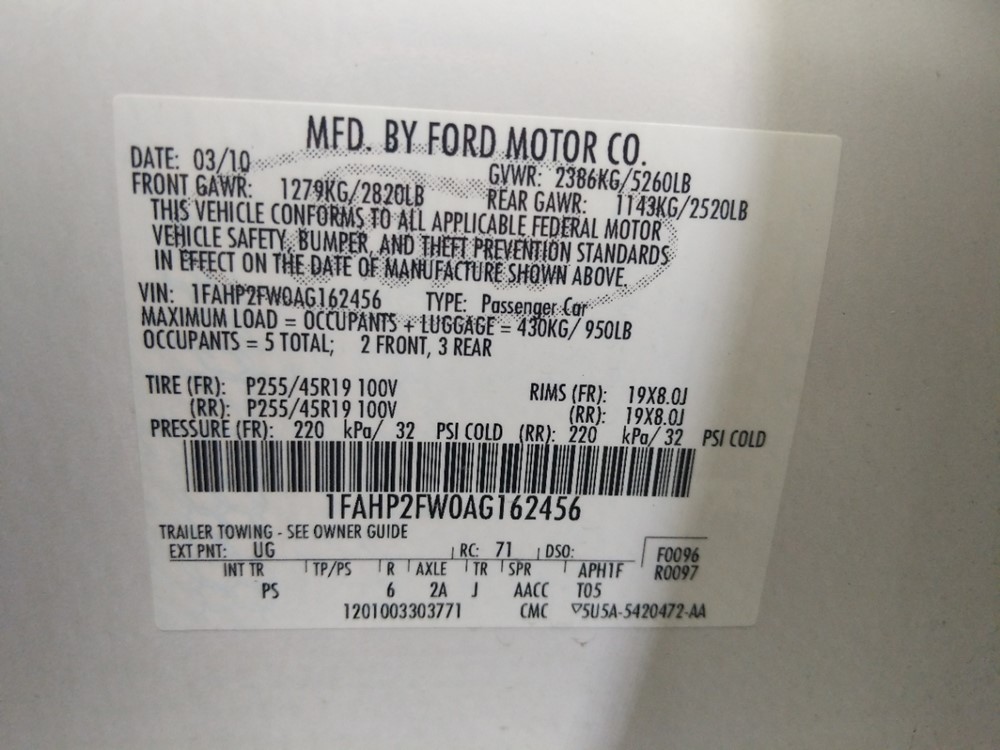 MFD. BY FORD MOTOR CO.
DATE: 03/10 GVWR: 2386KG/5260LB
FRONT GAWR: 1279KG/2820LB REAR GAWR: 1143KG/2520LB
THIS VEHICLE CONFORMS TO ALL APPLICABLE FEDERAL MOTOR
VEHICLE SAFETY, BUMPER, AND THEFT PREVENTION STANDARDS
IN EFFECT ON THE DATE OF MANUFACTURE SHOWN ABOVE.
VIN: 1FAHP2FW0AG162456 TYPE: Passenger Car
MAXIMUM LOAD = OCCUPANTS + LUGGAGE = 430KG/ 950LB
OCCUPANTS = 5 TOTAL; 2 FRONT, 3 REAR
TIRE (FR): P255/45R19 100V RIMS (FR): 19X8.0J
(RR): P255/45R19 100V (RR): 19X8.0J
PRESSURE (FR): 220 kPa/ 32 PSI COLD (RR): 220 kPa/ 32 PSI COLD
1FAHP2FW0AG162456
TRAILER TOWING - SEE OWNER GUIDE
EXT PNT: UG RC: 71 DSO: F0096
INT TR TP/PS R AXLE TR SPR APH1F R0097
PS 6 2A J AACC T05
1201003303771 CMC ▽5U5A-5420472-AA